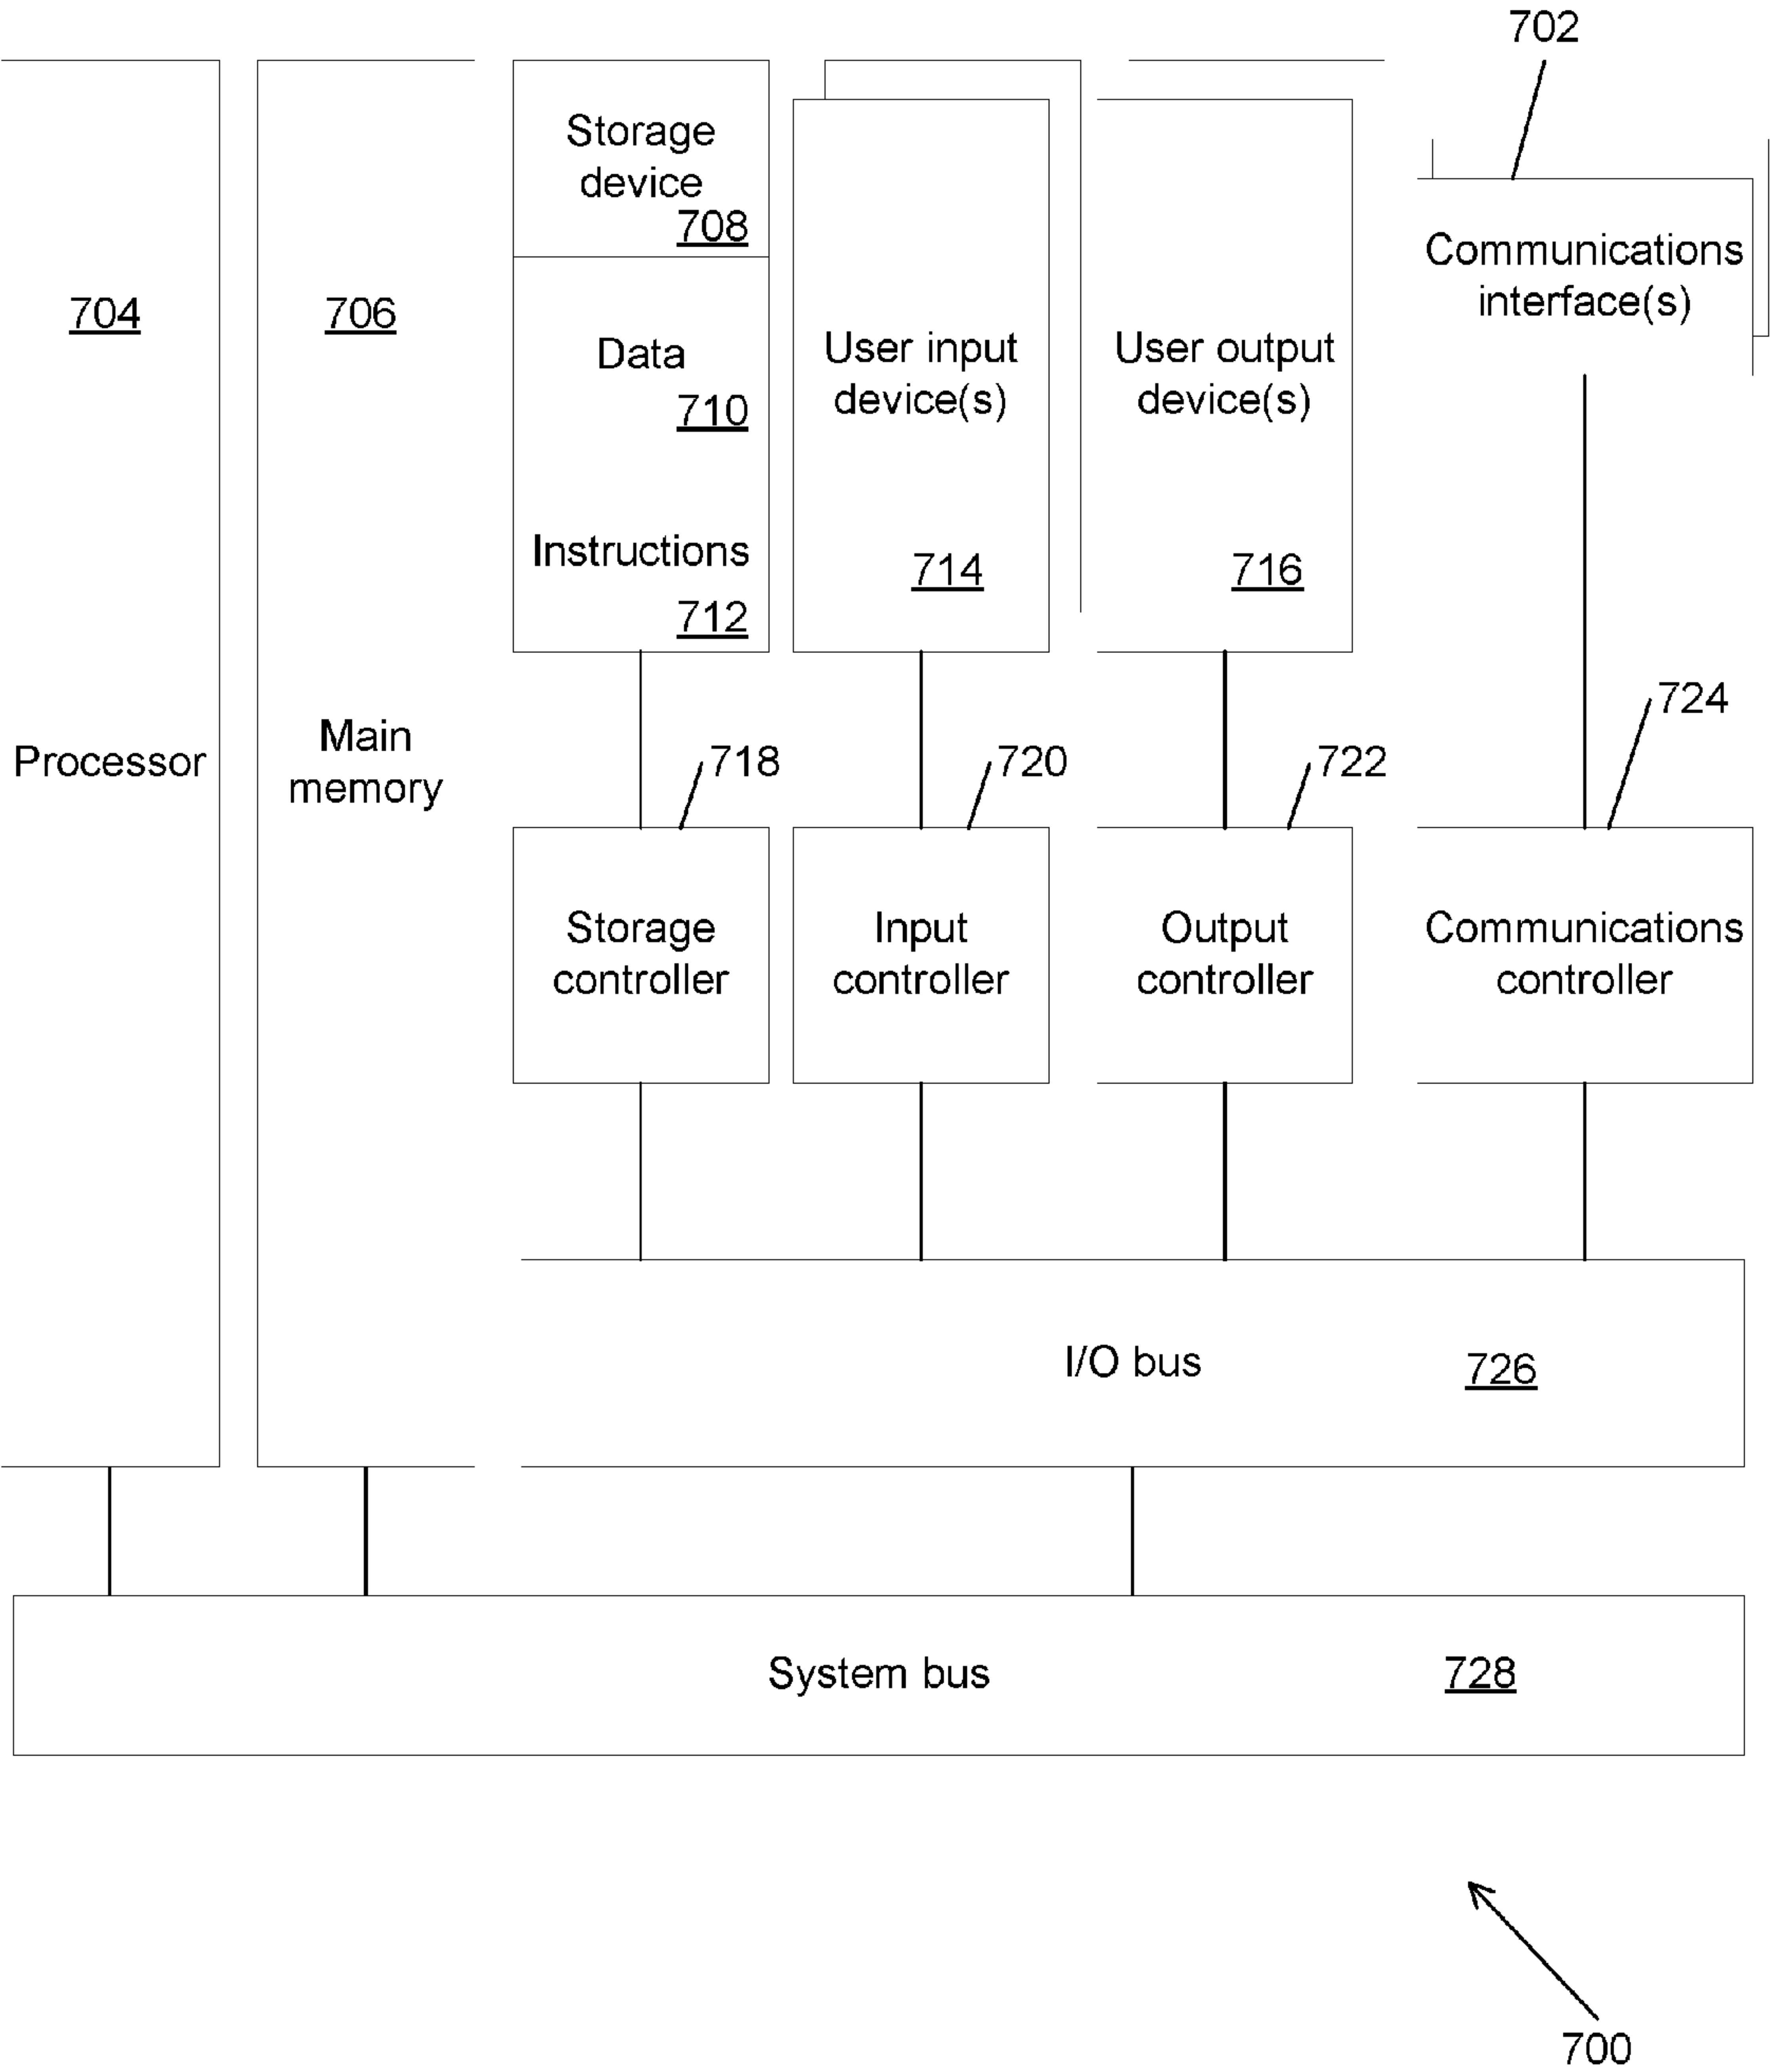 702
Storage
device
708
Communications
interface(s)
704
706
Data
710
User input
device(s)
User output
device(s)
Instructions
712
714
716
724
Processor
Main
memory
718
720
722
Storage
controller
Input
controller
Output
controller
Communications
controller
I/O bus
726
System bus
728
700